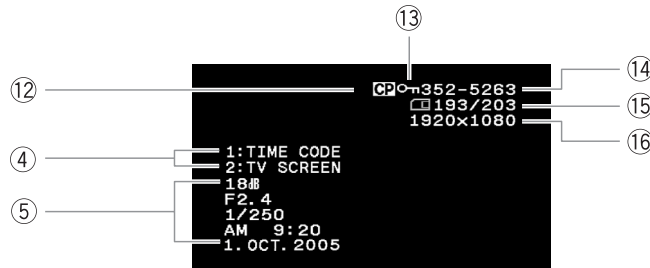 ⑬
⑫
CP 352-5263
⑭
193/203
⑮
1920x1080
⑯
④
1:TIME CODE
2:TV SCREEN
⑤
18dB
F2.4
1/250
AM 9:20
1.OCT.2005